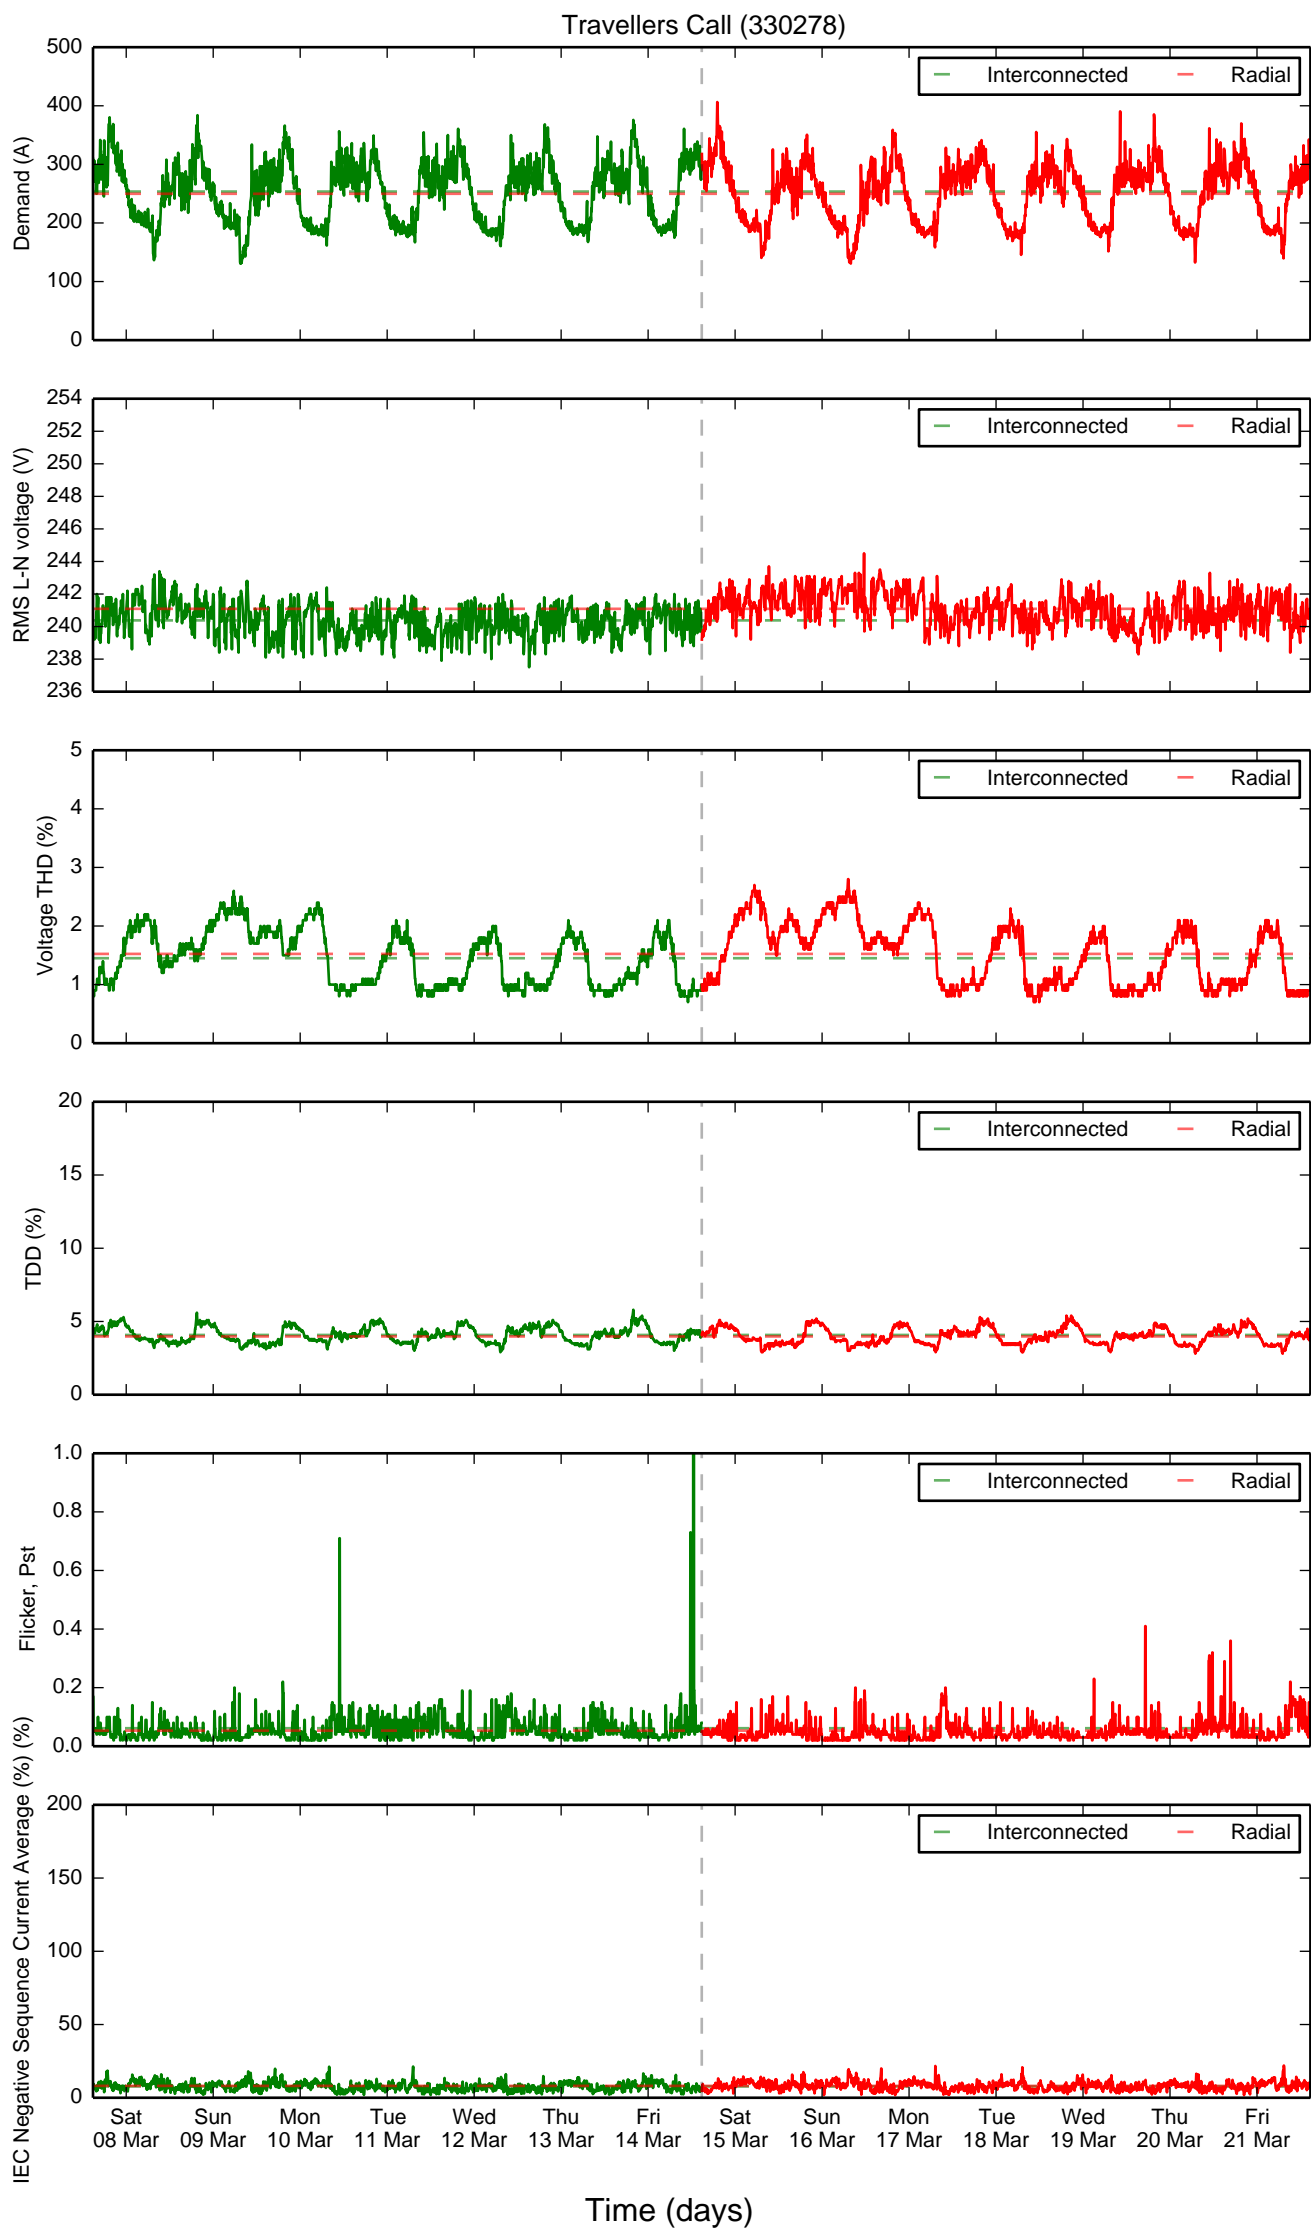 Travellers Call (330278)
500
400
300
200
100
0
Demand (A)
Interconnected Radial
254
252
250
248
246
244
242
240
238
236
RMS L-N voltage (V)
Interconnected Radial
5
4
3
2
1
0
Voltage THD (%)
Interconnected Radial
20
15
10
5
0
TDD (%)
Interconnected Radial
1.0
0.8
0.6
0.4
0.2
0.0
Flicker, Pst
Interconnected Radial
200
150
100
50
0
IEC Negative Sequence Current Average (%) (%)
Interconnected Radial
Sat Sun Mon Tue Wed Thu Fri Sat Sun Mon Tue Wed Thu Fri
08 Mar 09 Mar 10 Mar 11 Mar 12 Mar 13 Mar 14 Mar 15 Mar 16 Mar 17 Mar 18 Mar 19 Mar 20 Mar 21 Mar
Time (days)